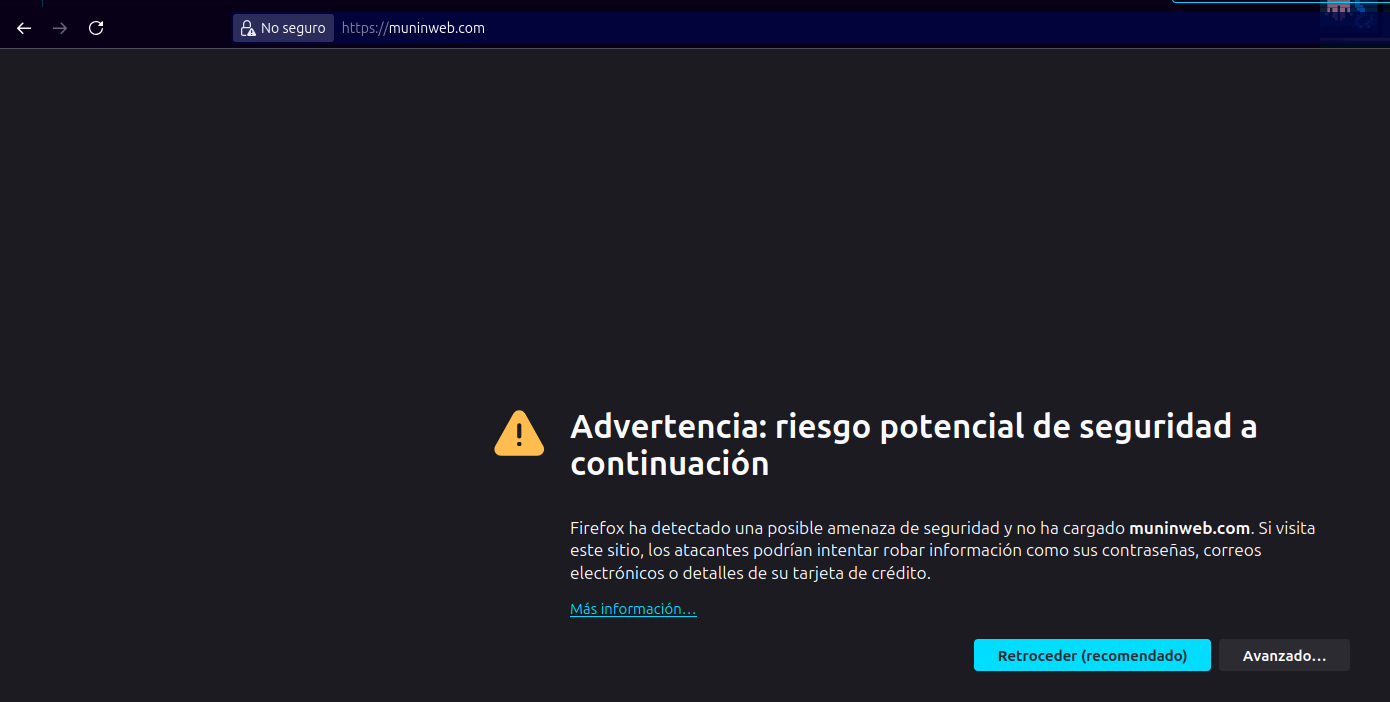 No seguro https://muninweb.com
Advertencia: riesgo potencial de seguridad a
continuación
Firefox ha detectado una posible amenaza de seguridad y no ha cargado muninweb.com. Si visita
este sitio, los atacantes podrían intentar robar información como sus contraseñas, correos
electrónicos o detalles de su tarjeta de crédito.
Más información…
Retroceder (recomendado) Avanzado…